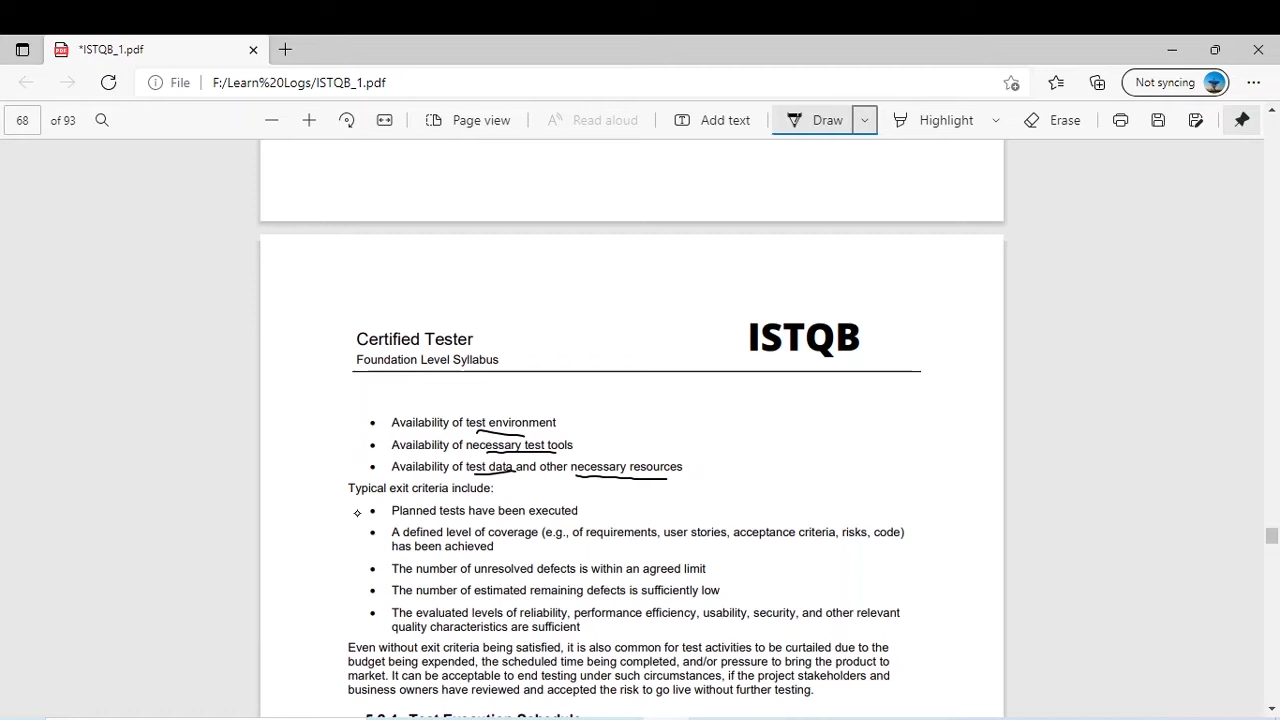 *ISTQB_1.pdf
File F:/Learn%20Logs/ISTQB_1.pdf Not syncing
68 of 93 Page view Read aloud Add text Draw Highlight Erase
Certified Tester
ISTQB
Foundation Level Syllabus
• Availability of test environment
• Availability of necessary test tools
• Availability of test data and other necessary resources
Typical exit criteria include:
• Planned tests have been executed
• A defined level of coverage (e.g., of requirements, user stories, acceptance criteria, risks, code)
has been achieved
• The number of unresolved defects is within an agreed limit
• The number of estimated remaining defects is sufficiently low
• The evaluated levels of reliability, performance efficiency, usability, security, and other relevant
quality characteristics are sufficient
Even without exit criteria being satisfied, it is also common for test activities to be curtailed due to the
budget being expended, the scheduled time being completed, and/or pressure to bring the product to
market. It can be acceptable to end testing under such circumstances, if the project stakeholders and
business owners have reviewed and accepted the risk to go live without further testing.
Test Execution Schedule